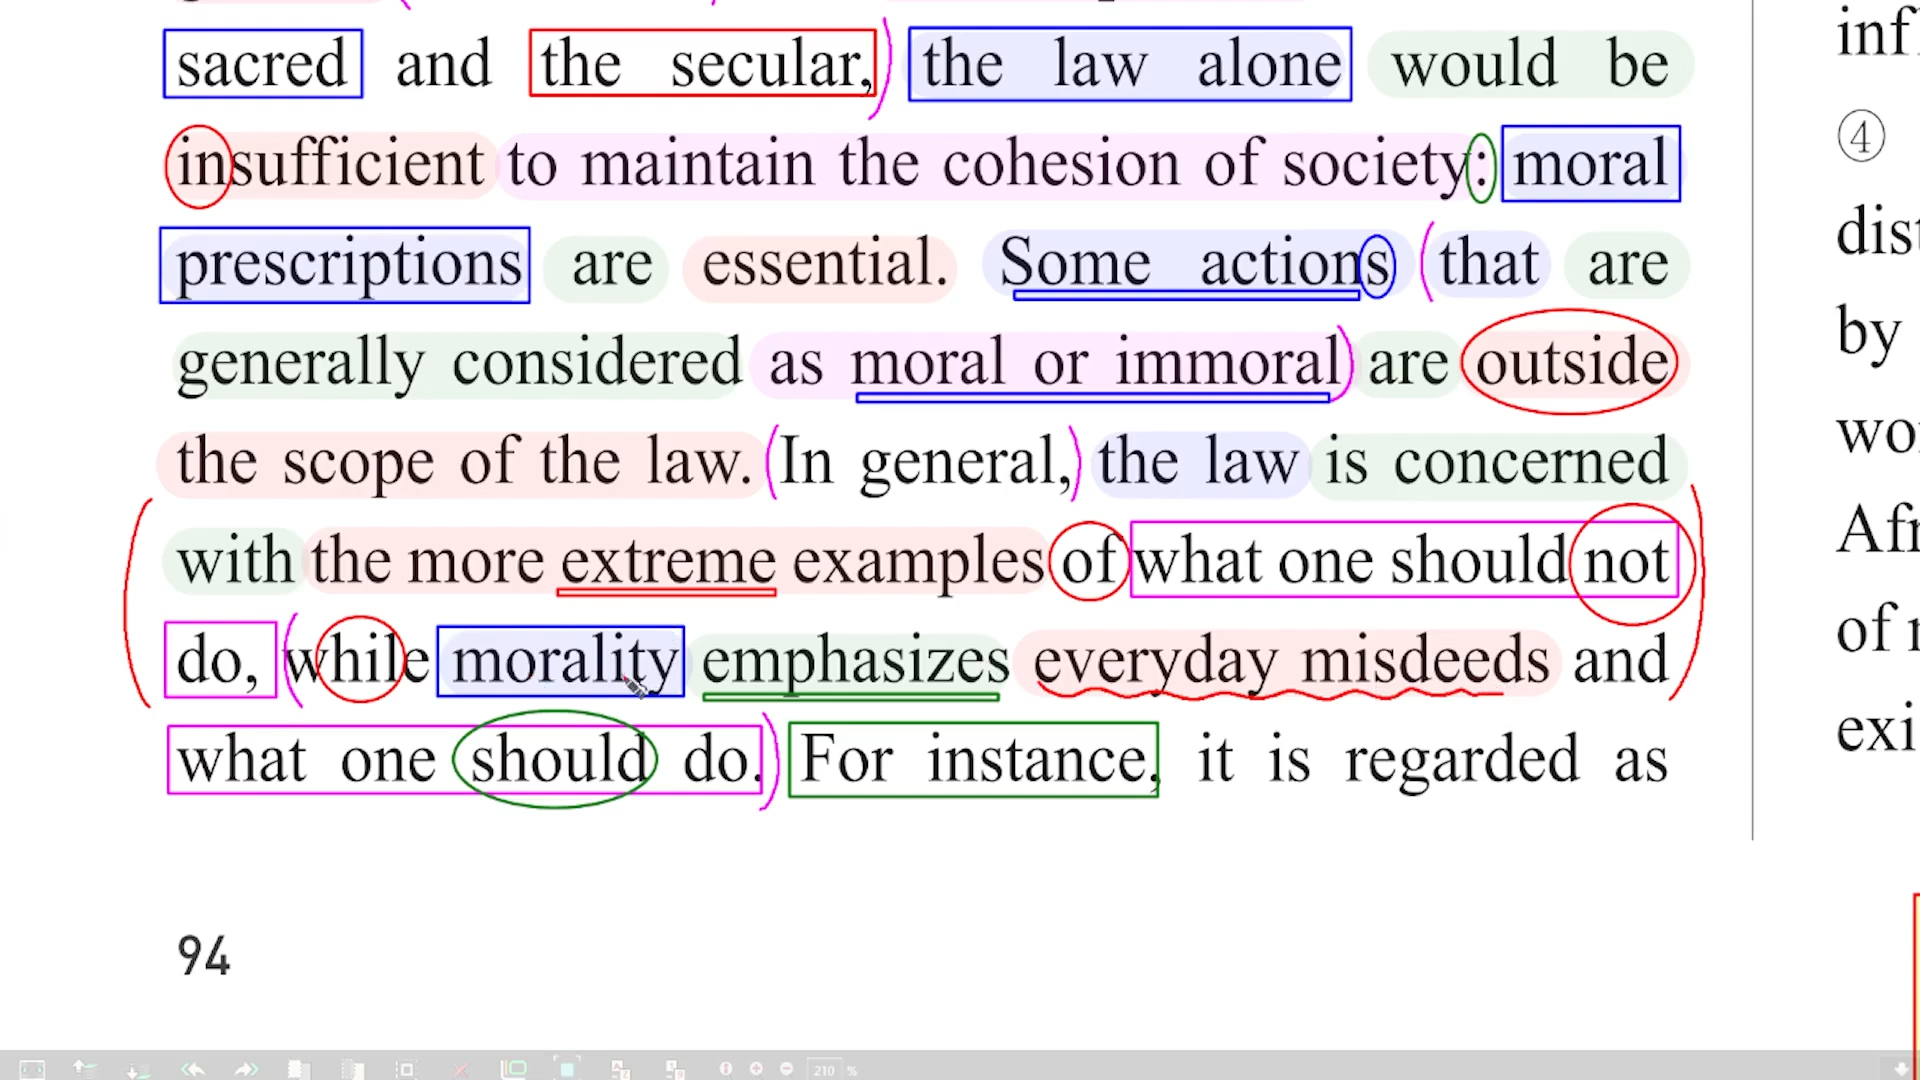 sacred and the secular, the law alone would be
insufficient to maintain the cohesion of society: moral
prescriptions are essential. Some actions that are
generally considered as moral or immoral are outside
the scope of the law. In general, the law is concerned
with the more extreme examples of what one should not
do, while morality emphasizes everyday misdeeds and
what one should do. For instance, it is regarded as
94
④
by
210 %